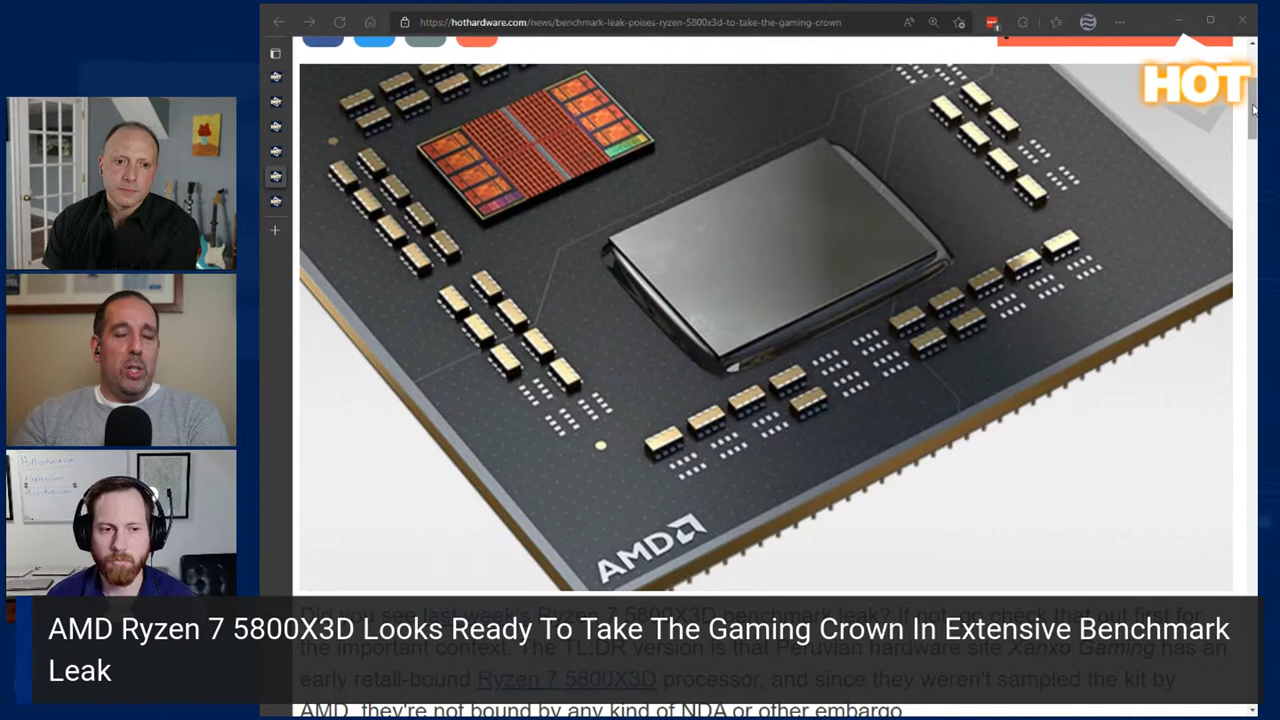 https://hothardware.com/news/benchmark-leak-poises-ryzen-5800x3d-to-take-the-gaming-crown
HOT
AMD
Did you see last week's Ryzen 7 5800X3D benchmark leak? If not, go check that out first for
the important context. The TL;DR version is that Peruvian hardware site Xanxo Gaming has an
early retail-bound Ryzen 7 5800X3D processor, and since they weren't sampled the kit by
AMD, they're not bound by any kind of NDA or other embargo.
AMD Ryzen 7 5800X3D Looks Ready To Take The Gaming Crown In Extensive Benchmark
Leak